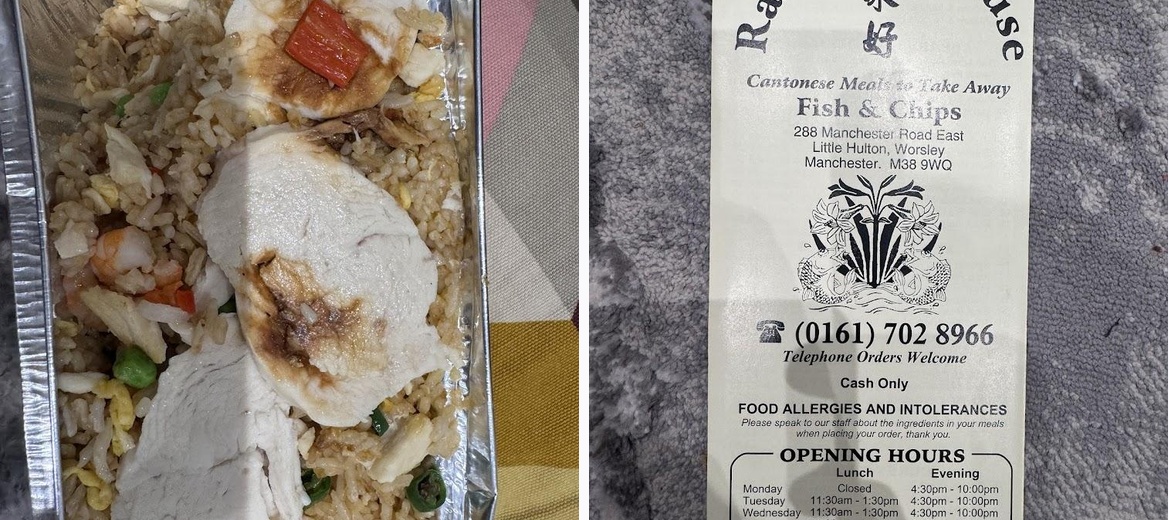 好
Cantonese Meals to Take Away
Fish & Chips
288 Manchester Road East
Little Hulton, Worsley
Manchester. M38 9WQ
☎ (0161) 702 8966
Telephone Orders Welcome
Cash Only
FOOD ALLERGIES AND INTOLERANCES
Please speak to our staff about the ingredients in your meals
when placing your order, thank you.
OPENING HOURS
Lunch Evening
Monday Closed 4:30pm - 10:00pm
Tuesday 11:30am - 1:30pm 4:30pm - 10:00pm
Wednesday 11:30am - 1:30pm 4:30pm - 10:00pm